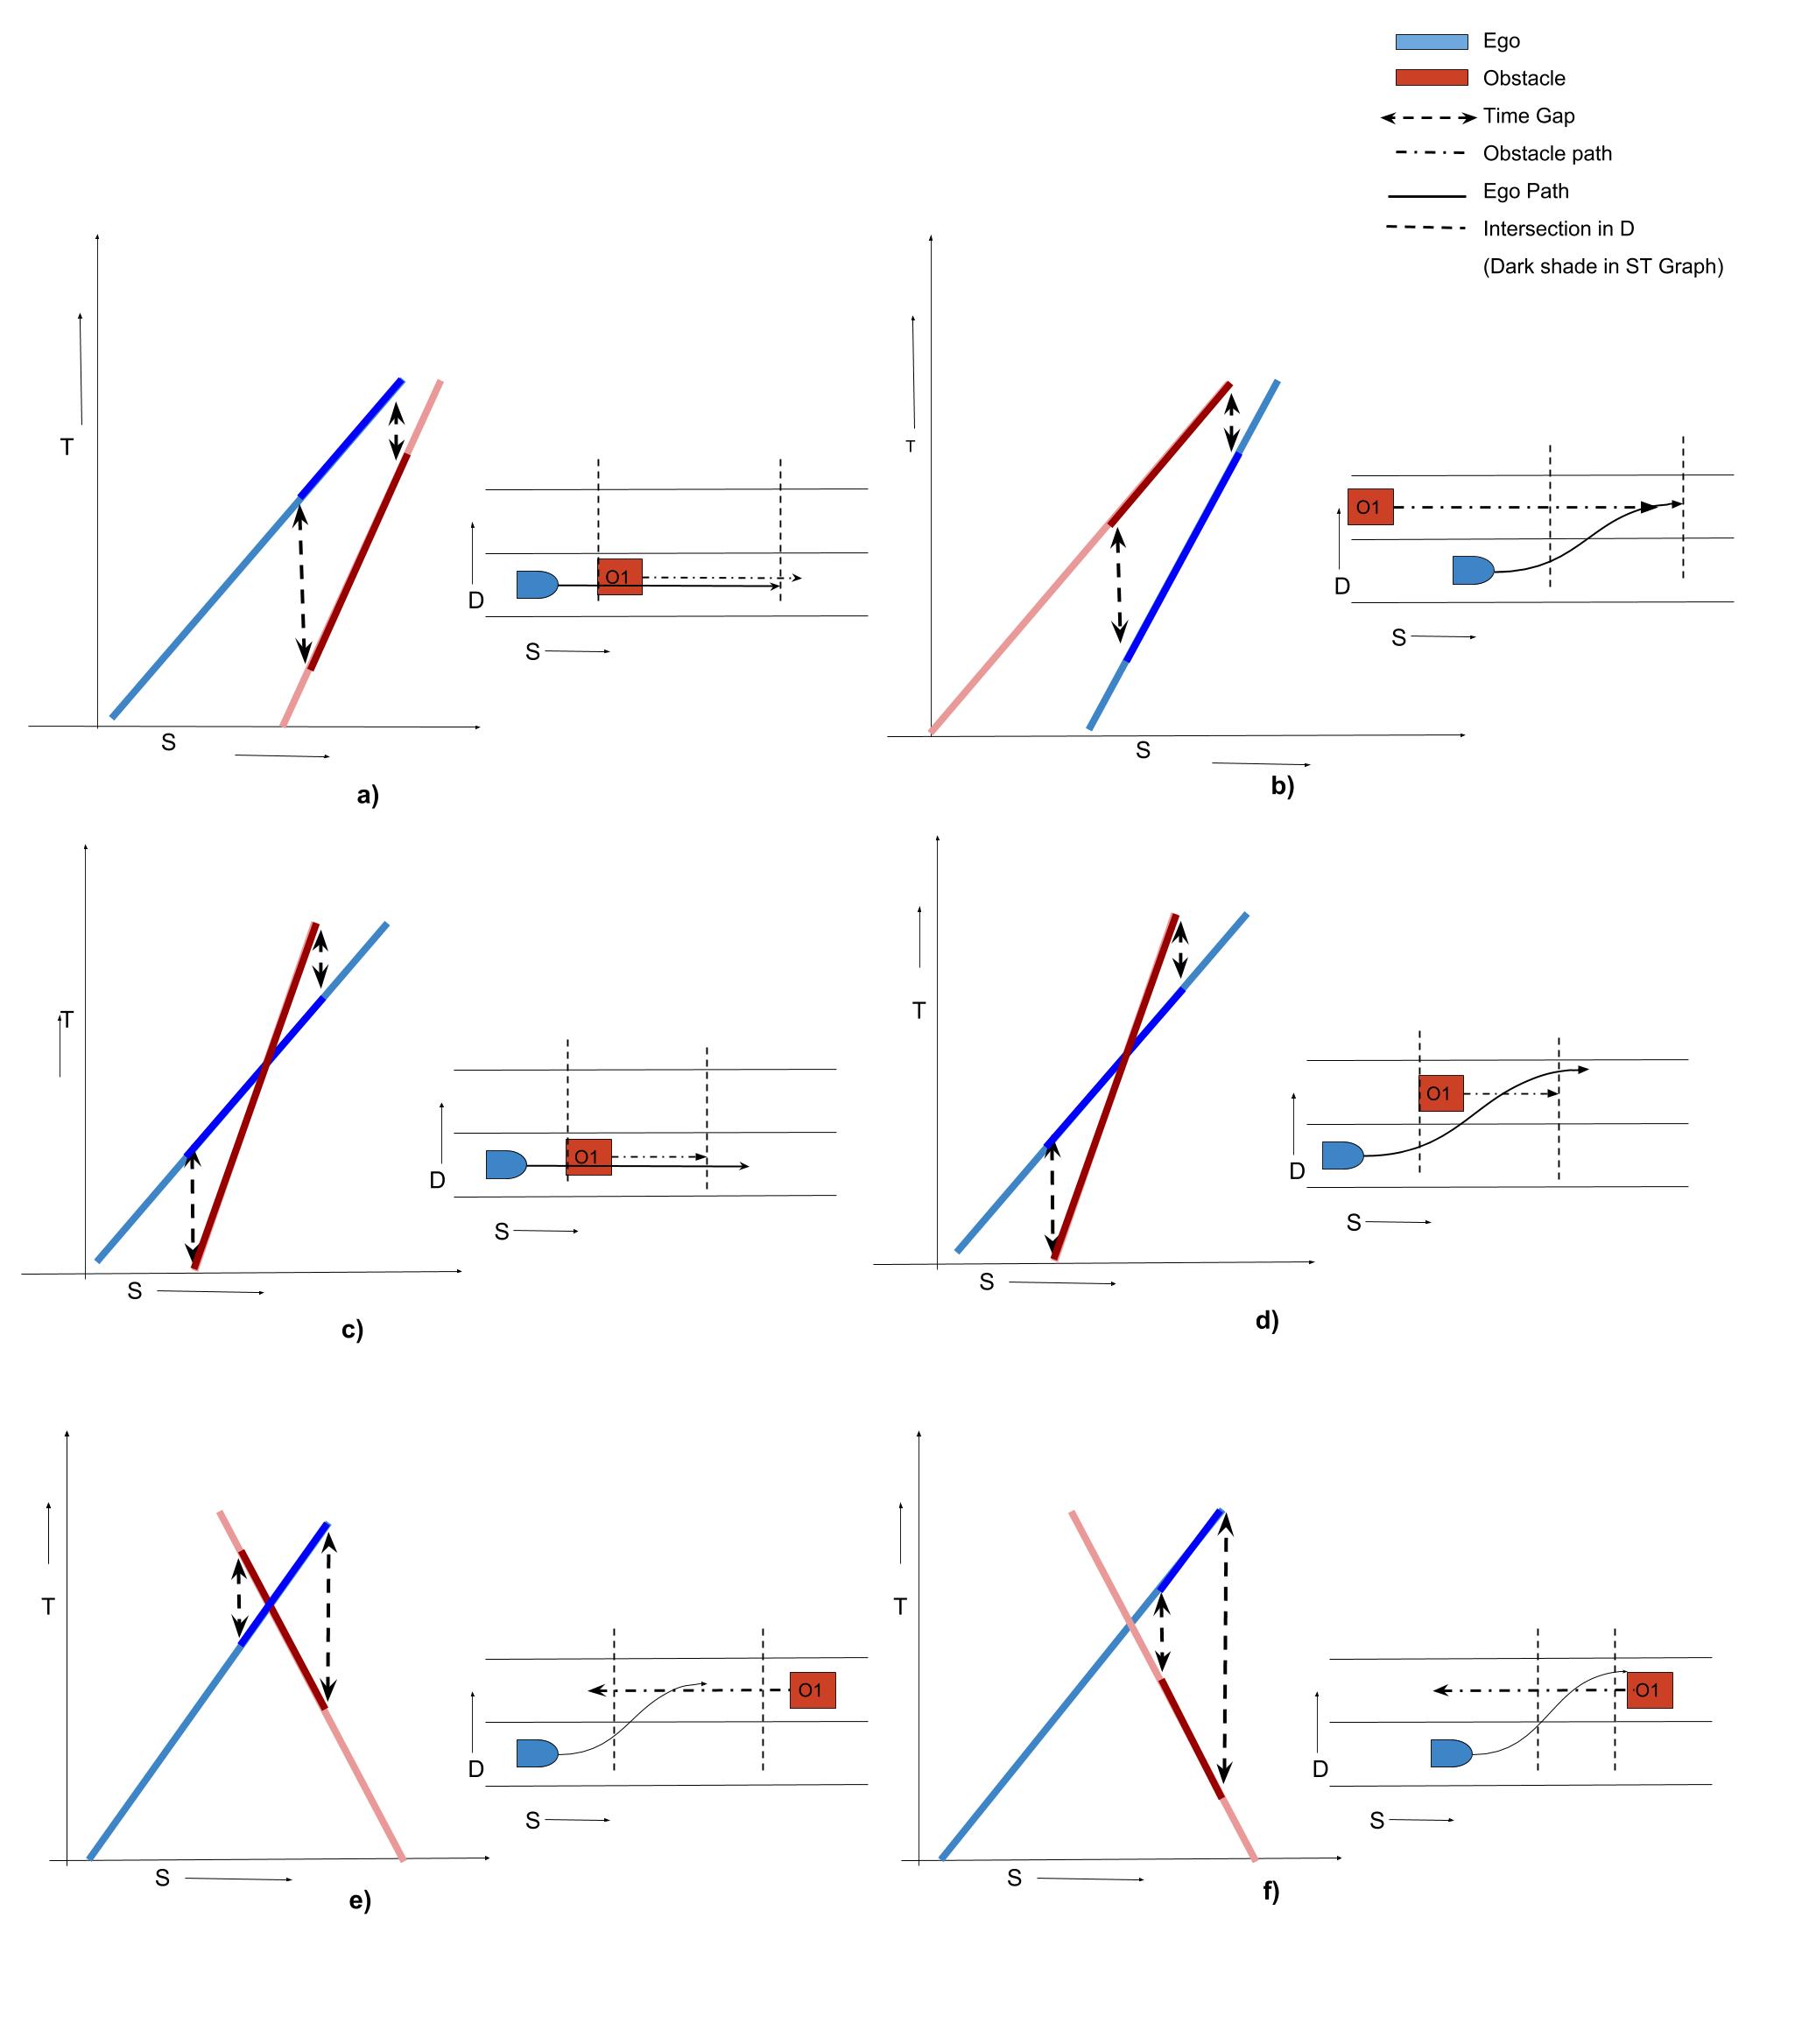 Ego
Obstacle
Time Gap
Obstacle path
Ego Path
Intersection in D
(Dark shade in ST Graph)
T
O1
D
S
S
a)
T
O1
D
S
S
b)
T
O1
D
S
S
c)
T
O1
D
S
S
d)
T
O1
D
S
S
e)
T
O1
D
S
S
f)